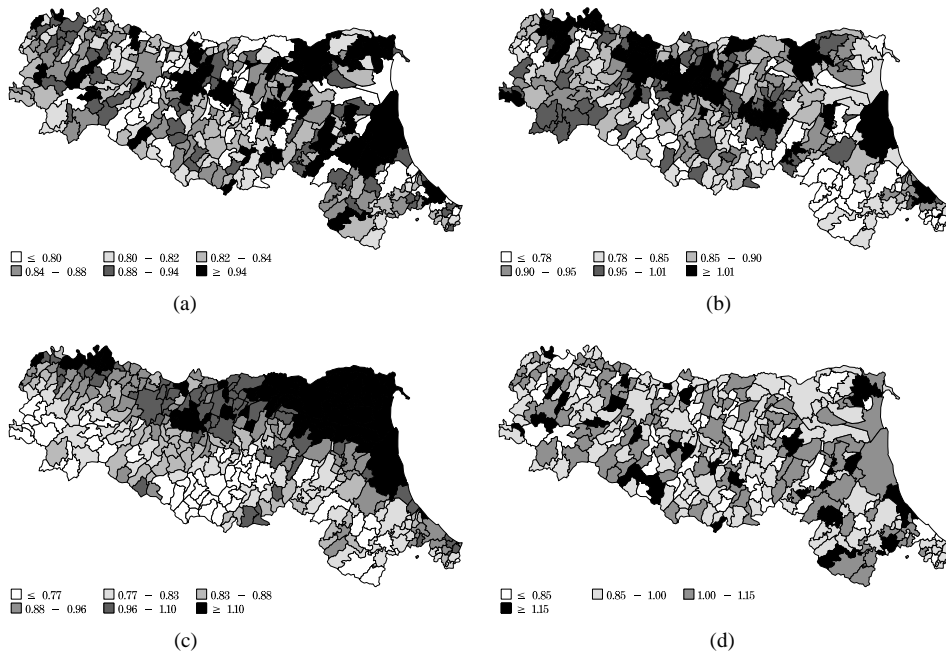 ≤ 0.80 0.80 – 0.82 0.82 – 0.84
0.84 – 0.88 0.88 – 0.94 ≥ 0.94
(a)
≤ 0.78 0.78 – 0.85 0.85 – 0.90
0.90 – 0.95 0.95 – 1.01 ≥ 1.01
(b)
≤ 0.77 0.77 – 0.83 0.83 – 0.88
0.88 – 0.96 0.96 – 1.10 ≥ 1.10
(c)
≤ 0.85 0.85 – 1.00 1.00 – 1.15
≥ 1.15
(d)